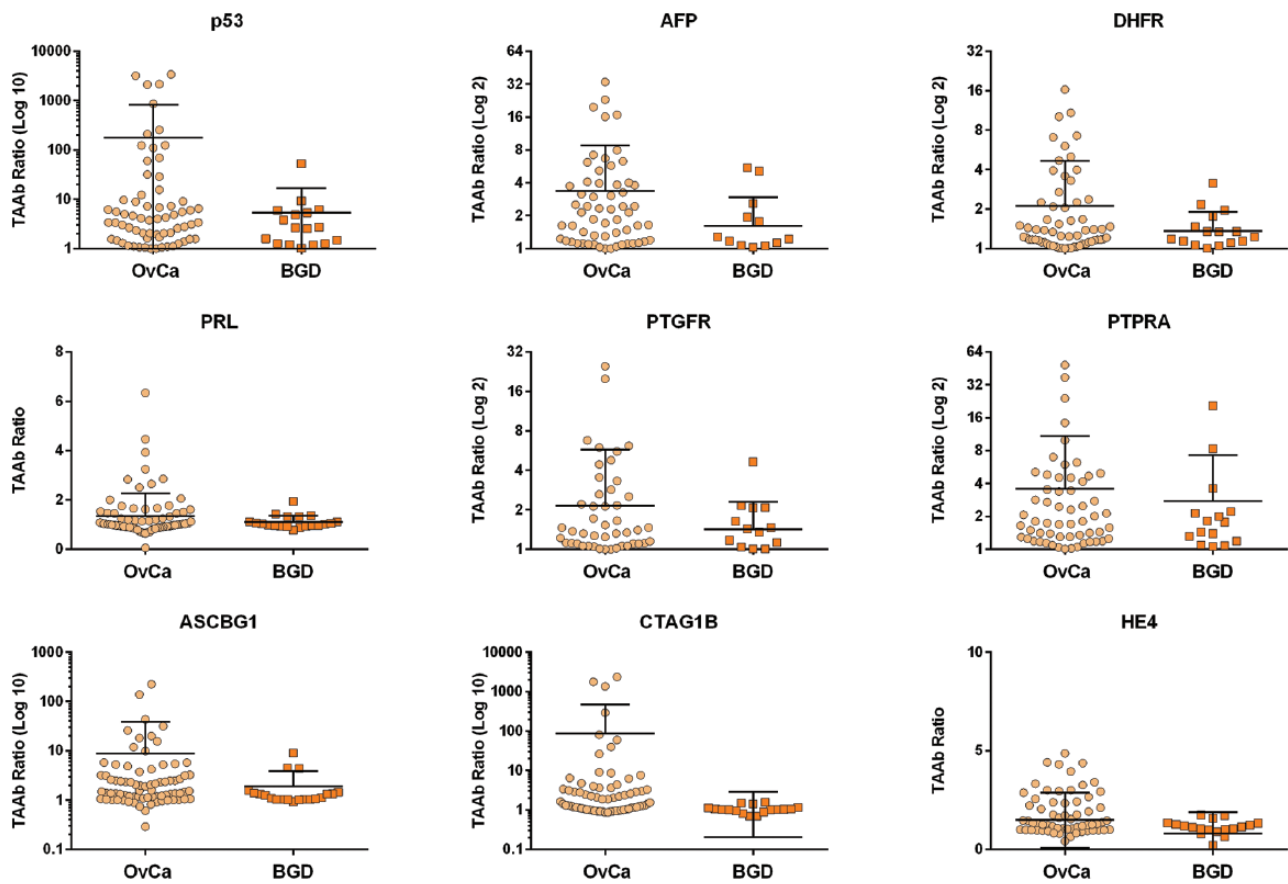 p53
TAAb Ratio (Log 10)
10000
1000
100
10
1
OvCa
BGD
AFP
TAAb Ratio (Log 2)
64
32
16
8
4
2
1
OvCa
BGD
DHFR
TAAb Ratio (Log 2)
32
16
8
4
2
1
OvCa
BGD
PRL
TAAb Ratio
8
6
4
2
0
OvCa
BGD
PTGFR
TAAb Ratio (Log 2)
32
16
8
4
2
1
OvCa
BGD
PTPRA
TAAb Ratio (Log 2)
64
32
16
8
4
2
1
OvCa
BGD
ASCBG1
TAAb Ratio (Log 10)
1000
100
10
1
0.1
OvCa
BGD
CTAG1B
TAAb Ratio (Log 10)
10000
1000
100
10
1
0.1
OvCa
BGD
HE4
TAAb Ratio
10
5
0
OvCa
BGD